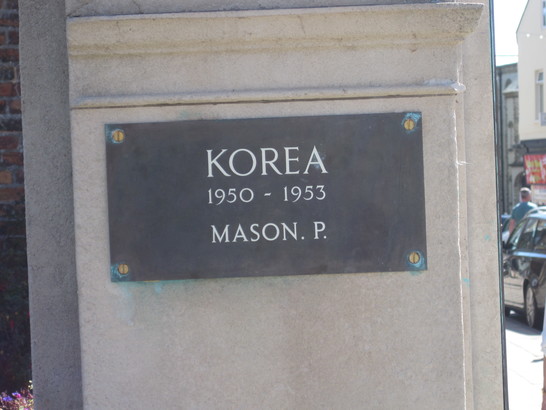 KOREA
1950 - 1953
MASON. P.